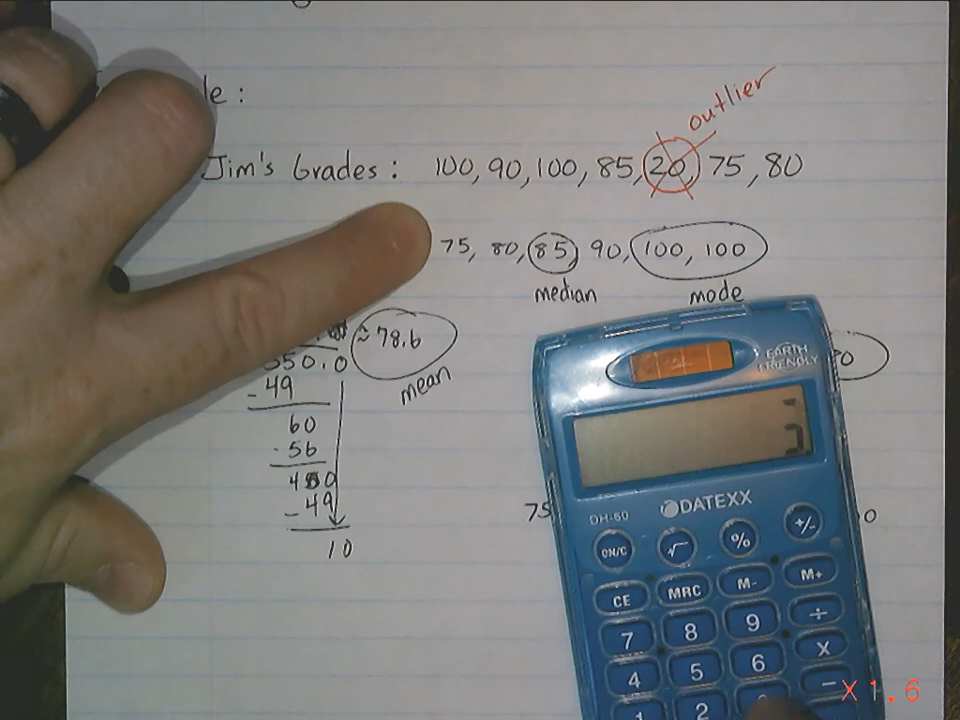 le:
outlier
Jim's Grades: 100, 90, 100, 85, 20, 75, 80
75, 80, 85, 90, 100, 100
median mode
≈ 78.6
mean
550.0
- 49
60
- 56
- 49
10
75
EARTH FRIENDLY
DH-60 DATEXX
ON/C √ % +/-
CE MRC M- M+
7 8 9 ÷
4 5 6 X
1 2 -
X1.6